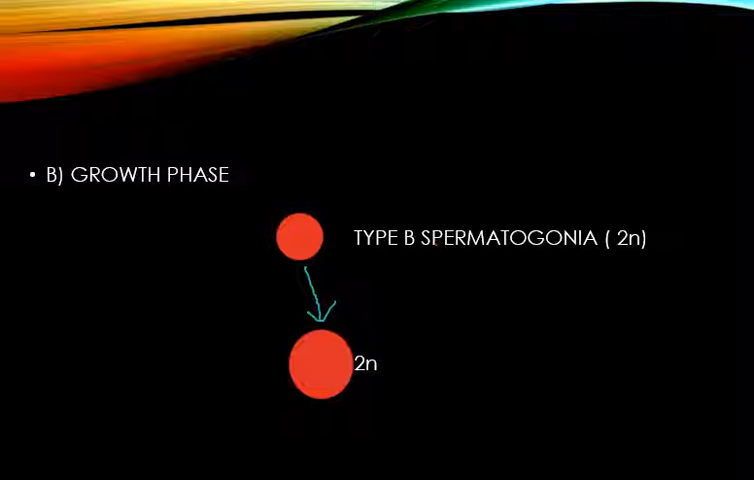 • B) GROWTH PHASE
TYPE B SPERMATOGONIA ( 2n)
2n